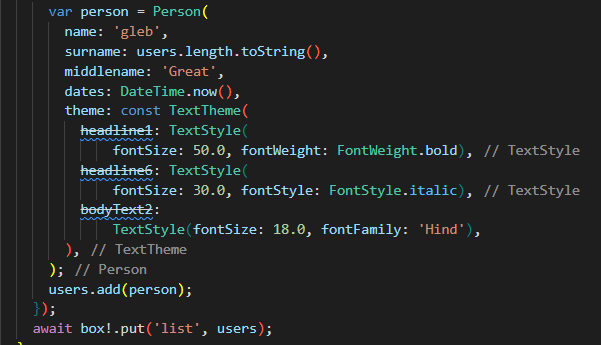 var person = Person(
name: 'gleb',
surname: users.length.toString(),
middlename: 'Great',
dates: DateTime.now(),
theme: const TextTheme(
headline1: TextStyle(
fontSize: 50.0, fontWeight: FontWeight.bold), // TextStyle
headline6: TextStyle(
fontSize: 30.0, fontStyle: FontStyle.italic), // TextStyle
bodyText2:
TextStyle(fontSize: 18.0, fontFamily: 'Hind'),
), // TextTheme
); // Person
users.add(person);
});
await box!.put('list', users);
}